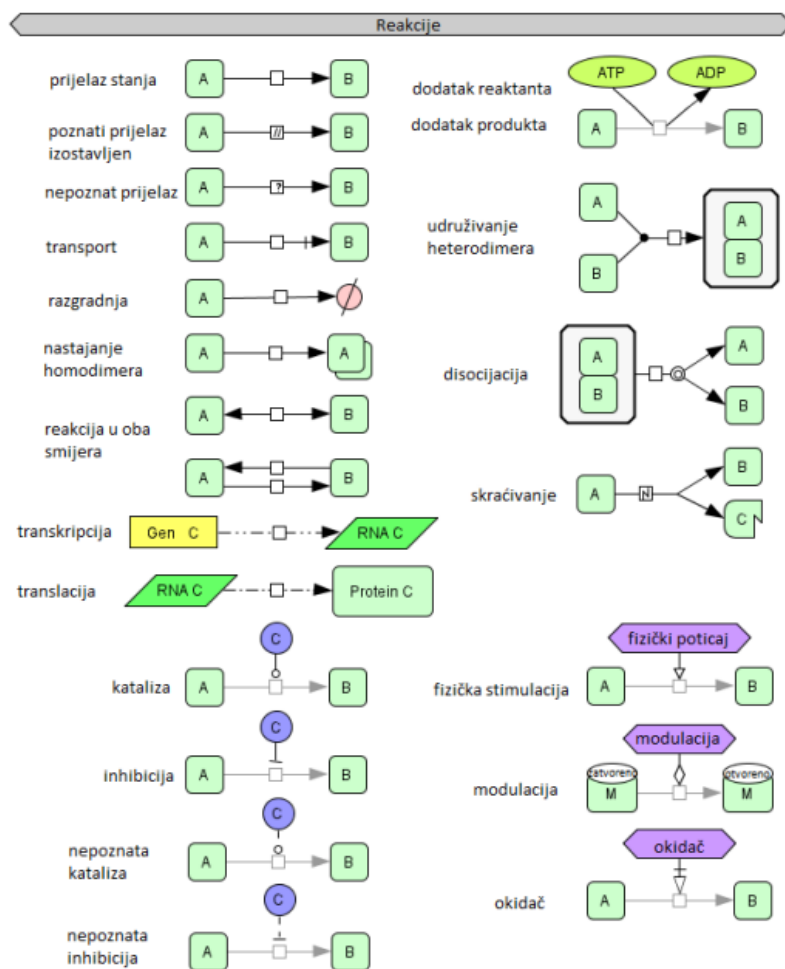 Reakcije
prijelaz stanja
A
B
poznati prijelaz
izostavljen
A
//
B
nepoznat prijelaz
A
?
B
transport
A
B
razgradnja
A
nastajanje
homodimera
A
A
reakcija u oba
smijera
A
B
A
B
transkripcija
Gen C
RNA C
translacija
RNA C
Protein C
kataliza
C
A
B
inhibicija
C
A
B
nepoznata
kataliza
C
A
B
nepoznata
inhibicija
C
A
B
dodatak reaktanta
dodatak produkta
ATP
ADP
A
B
udruživanje
heterodimera
A
B
A
B
disocijacija
A
B
A
B
skraćivanje
A
N
B
C
fizička stimulacija
fizički poticaj
A
B
modulacija
modulacija
zatvoreno
M
otvoreno
M
okidač
okidač
A
B